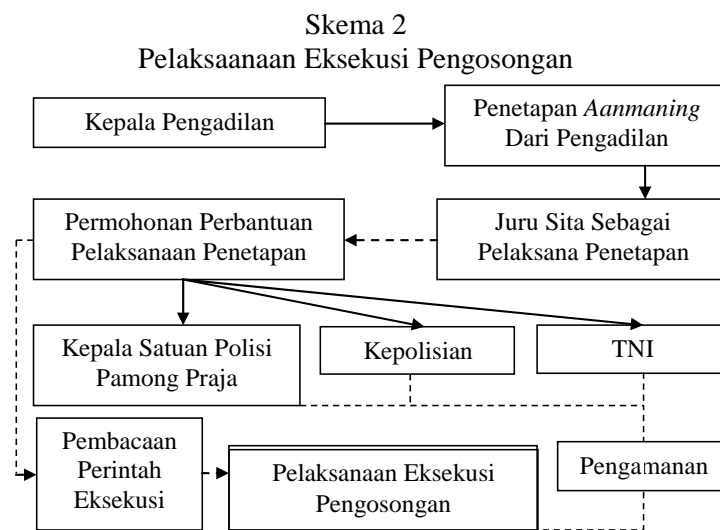 Skema 2
Pelaksaanaan Eksekusi Pengosongan
Kepala Pengadilan
Penetapan Aanmaning
Dari Pengadilan
Permohonan Perbantuan
Pelaksanaan Penetapan
Juru Sita Sebagai
Pelaksana Penetapan
Kepala Satuan Polisi
Pamong Praja
Kepolisian
TNI
Pembacaan
Perintah
Eksekusi
Pelaksanaan Eksekusi
Pengosongan
Pengamanan